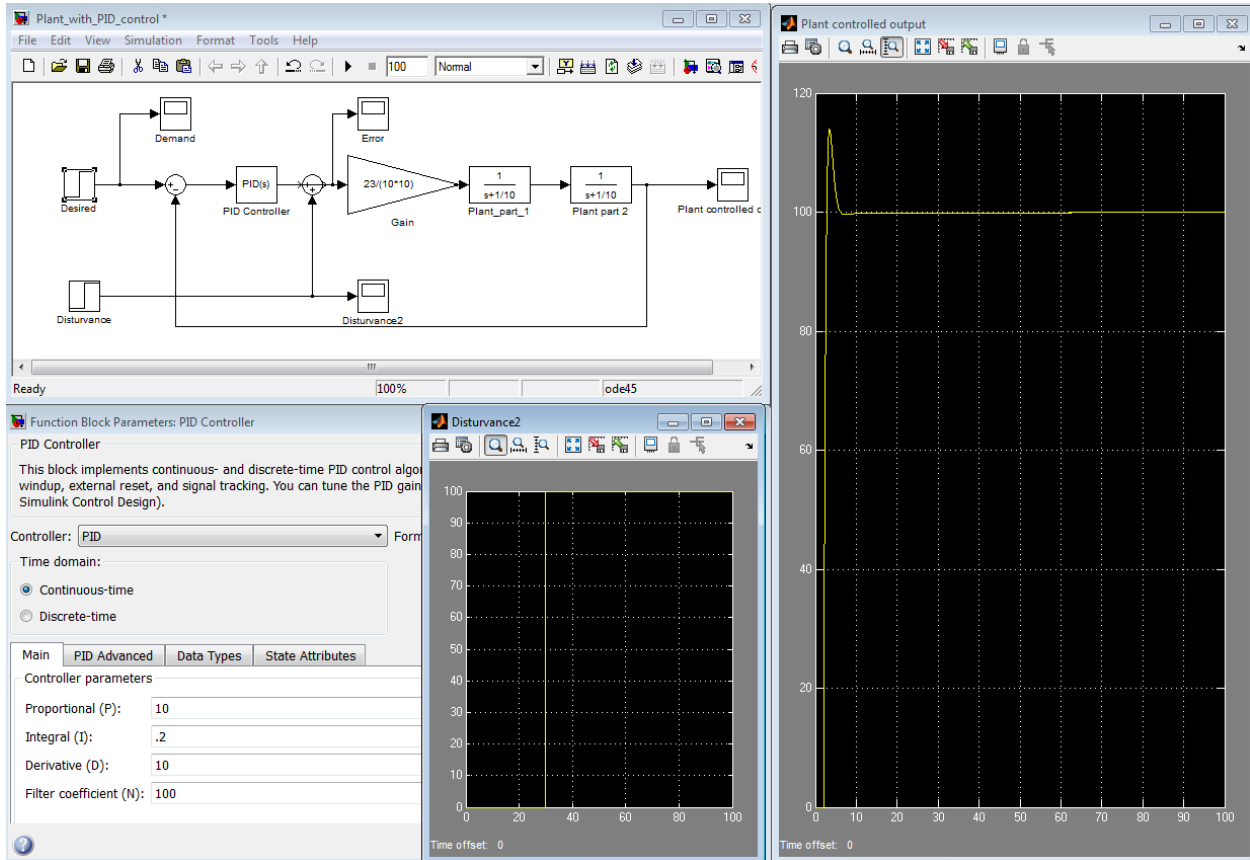 Plant_with_PID_control *
File Edit View Simulation Format Tools Help
100 Normal
Demand
Error
Desired
+
-
PID(s)
PID Controller
+
+
23/(10*10)
Gain
1
s+1/10
Plant_part_1
1
s+1/10
Plant part 2
Plant controlled o
Disturvance
Disturvance2
Ready 100% ode45
Function Block Parameters: PID Controller
PID Controller
This block implements continuous- and discrete-time PID control algor
windup, external reset, and signal tracking. You can tune the PID gain
Simulink Control Design).
Controller: PID Form
Time domain:
Continuous-time
Discrete-time
Main PID Advanced Data Types State Attributes
Controller parameters
Proportional (P): 10
Integral (I): .2
Derivative (D): 10
Filter coefficient (N): 100
Disturvance2
100
90
80
70
60
50
40
30
20
10
0
0 20 40 60 80 100
Time offset: 0
Plant controlled output
120
100
80
60
40
20
0
0 10 20 30 40 50 60 70 80 90 100
Time offset: 0